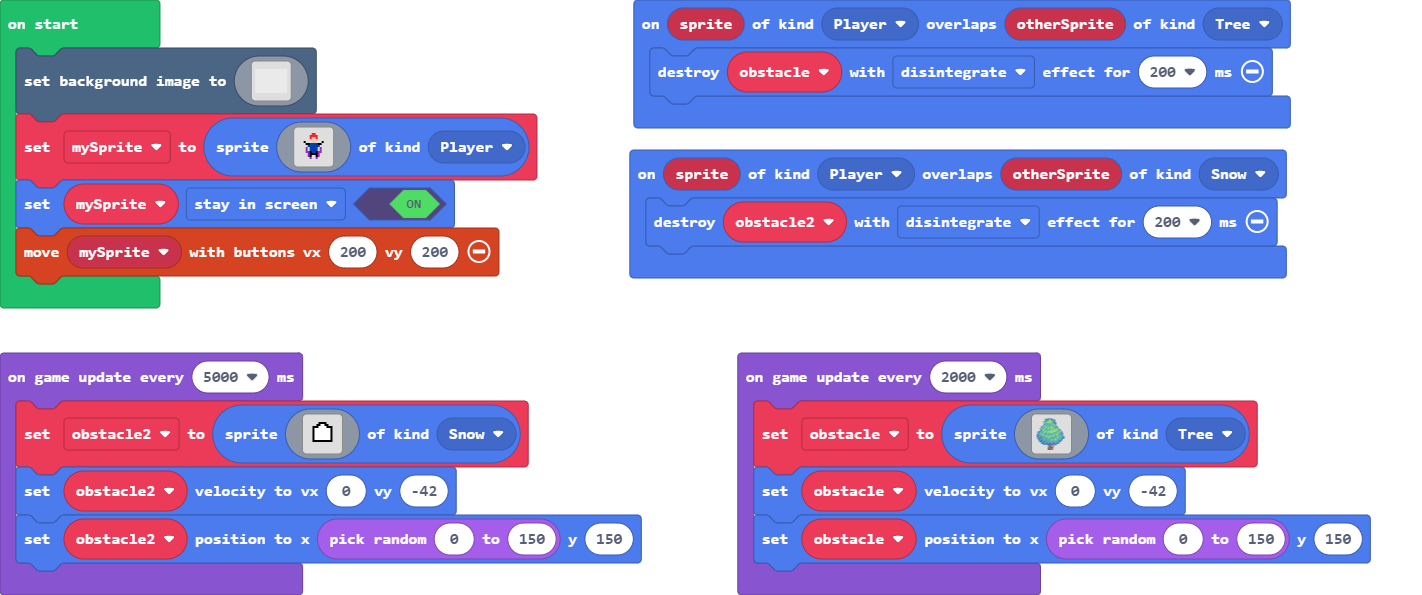 on start
set background image to
set mySprite to sprite of kind Player
set mySprite stay in screen ON
move mySprite with buttons vx 200 vy 200
on sprite of kind Player overlaps otherSprite of kind Tree
destroy obstacle with disintegrate effect for 200 ms
on sprite of kind Player overlaps otherSprite of kind Snow
destroy obstacle2 with disintegrate effect for 200 ms
on game update every 5000 ms
set obstacle2 to sprite of kind Snow
set obstacle2 velocity to vx 0 vy -42
set obstacle2 position to x pick random 0 to 150 y 150
on game update every 2000 ms
set obstacle to sprite of kind Tree
set obstacle velocity to vx 0 vy -42
set obstacle position to x pick random 0 to 150 y 150